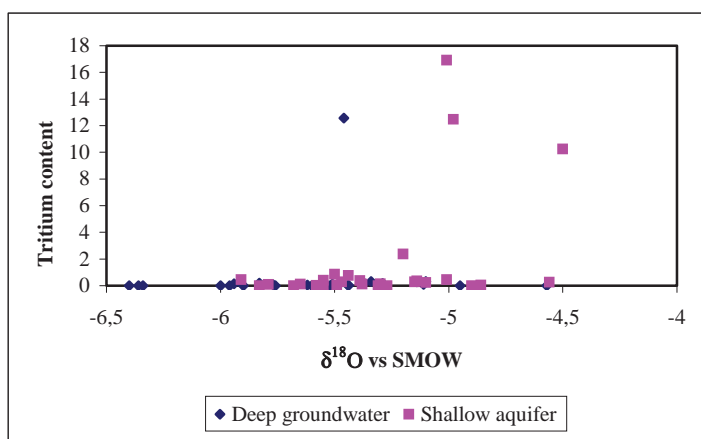 18
16
14
12
10
8
6
4
2
0
Tritium content
-6,5 -6 -5,5 -5 -4,5 -4
δ18O vs SMOW
Deep groundwater Shallow aquifer